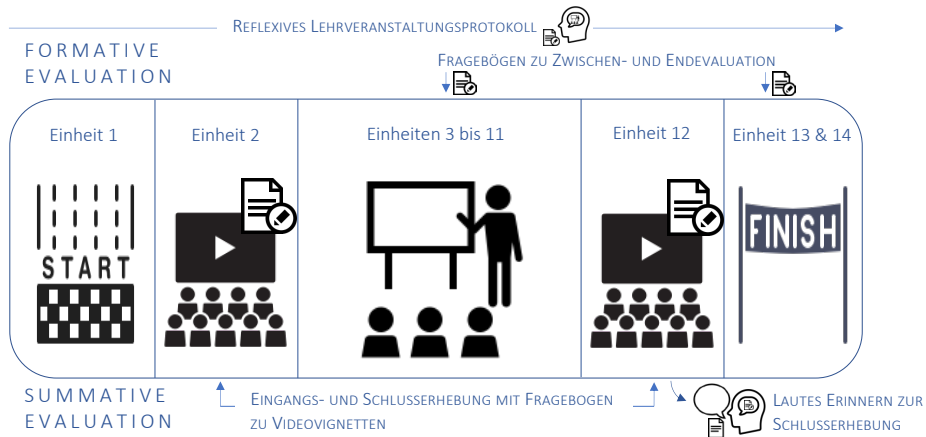 REFLEXIVES LEHRVERANSTALTUNGSPROTOKOLL
FORMATIVE
EVALUATION
FRAGEBÖGEN ZU ZWISCHEN- UND ENDEVALUATION
Einheit 1
Einheit 2
Einheiten 3 bis 11
Einheit 12
Einheit 13 & 14
START
FINISH
SUMMATIVE
EVALUATION
EINGANGS- UND SCHLUSSERHEBUNG MIT FRAGEBOGEN
ZU VIDEOVIGNETTEN
LAUTES ERINNERN ZUR
SCHLUSSERHEBUNG